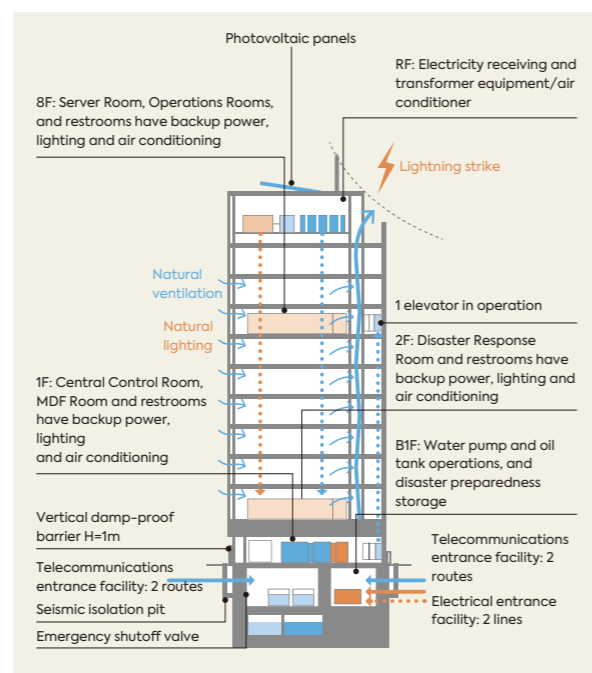 Photovoltaic panels
RF: Electricity receiving and
transformer equipment/air
conditioner
8F: Server Room, Operations Rooms,
and restrooms have backup power,
lighting and air conditioning
Lightning strike
Natural
ventilation
Natural
lighting
1 elevator in operation
2F: Disaster Response
Room and restrooms have
backup power, lighting and
air conditioning
1F: Central Control Room,
MDF Room and restrooms
have backup power,
lighting
and air conditioning
B1F: Water pump and oil
tank operations, and
disaster preparedness
storage
Vertical damp-proof
barrier H=1m
Telecommunications
entrance facility: 2 routes
Seismic isolation pit
Emergency shutoff valve
Telecommunications
entrance facility: 2
routes
Electrical entrance
facility: 2 lines